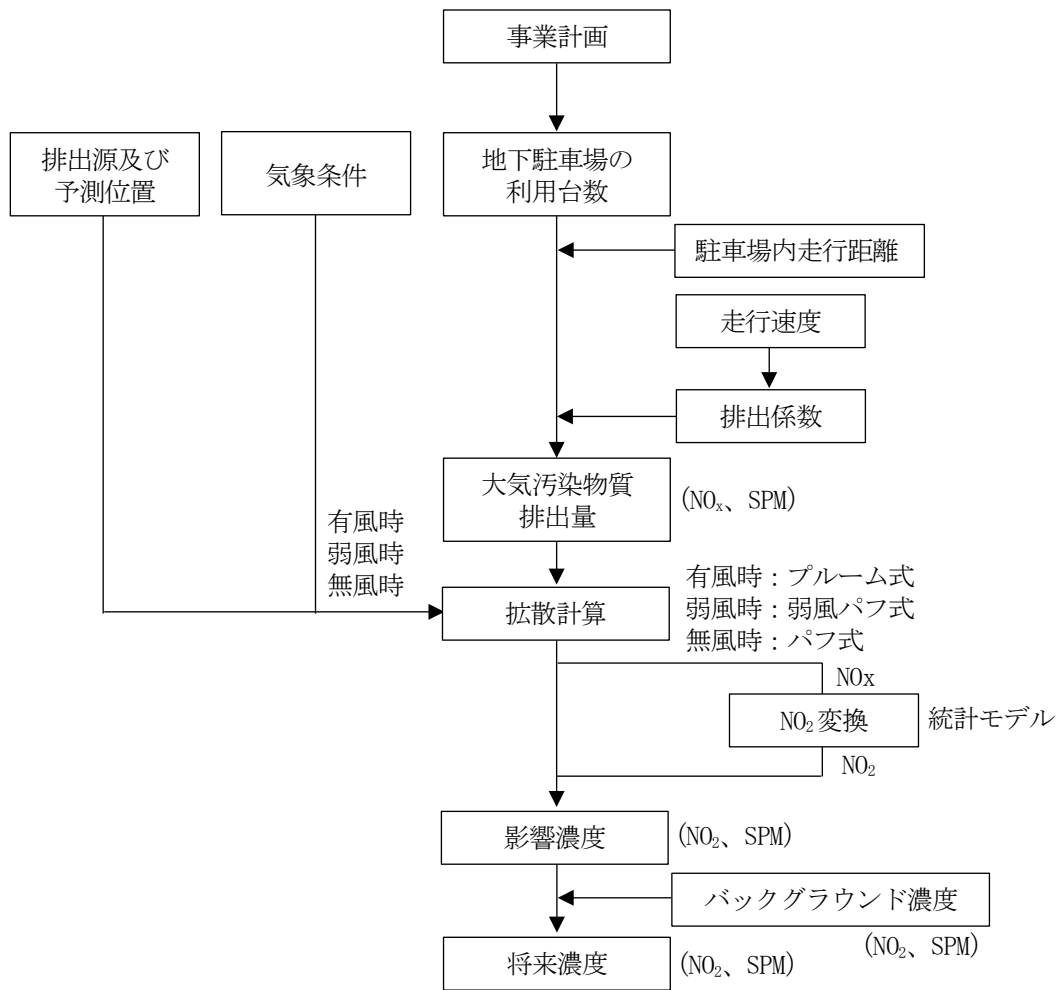 事業計画
排出源及び
予測位置
気象条件
地下駐車場の
利用台数
駐車場内走行距離
走行速度
排出係数
大気汚染物質
排出量
(NOx、SPM)
有風時
弱風時
無風時
拡散計算
有風時：プルーム式
弱風時：弱風パフ式
無風時：パフ式
NOx
NO2変換
統計モデル
NO2
影響濃度
(NO2、SPM)
バックグラウンド濃度
(NO2、SPM)
将来濃度
(NO2、SPM)